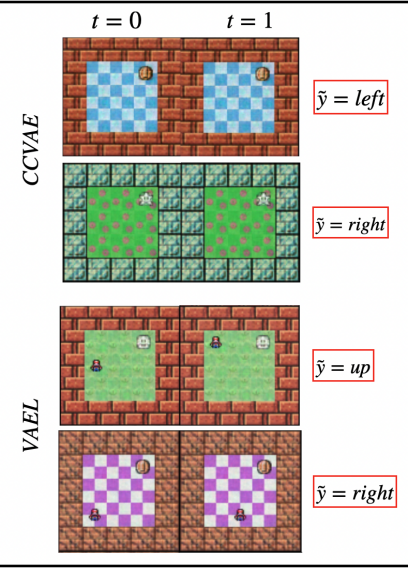 t = 0 t = 1
CCVAE
ỹ = left
ỹ = right
VAEL
ỹ = up
ỹ = right